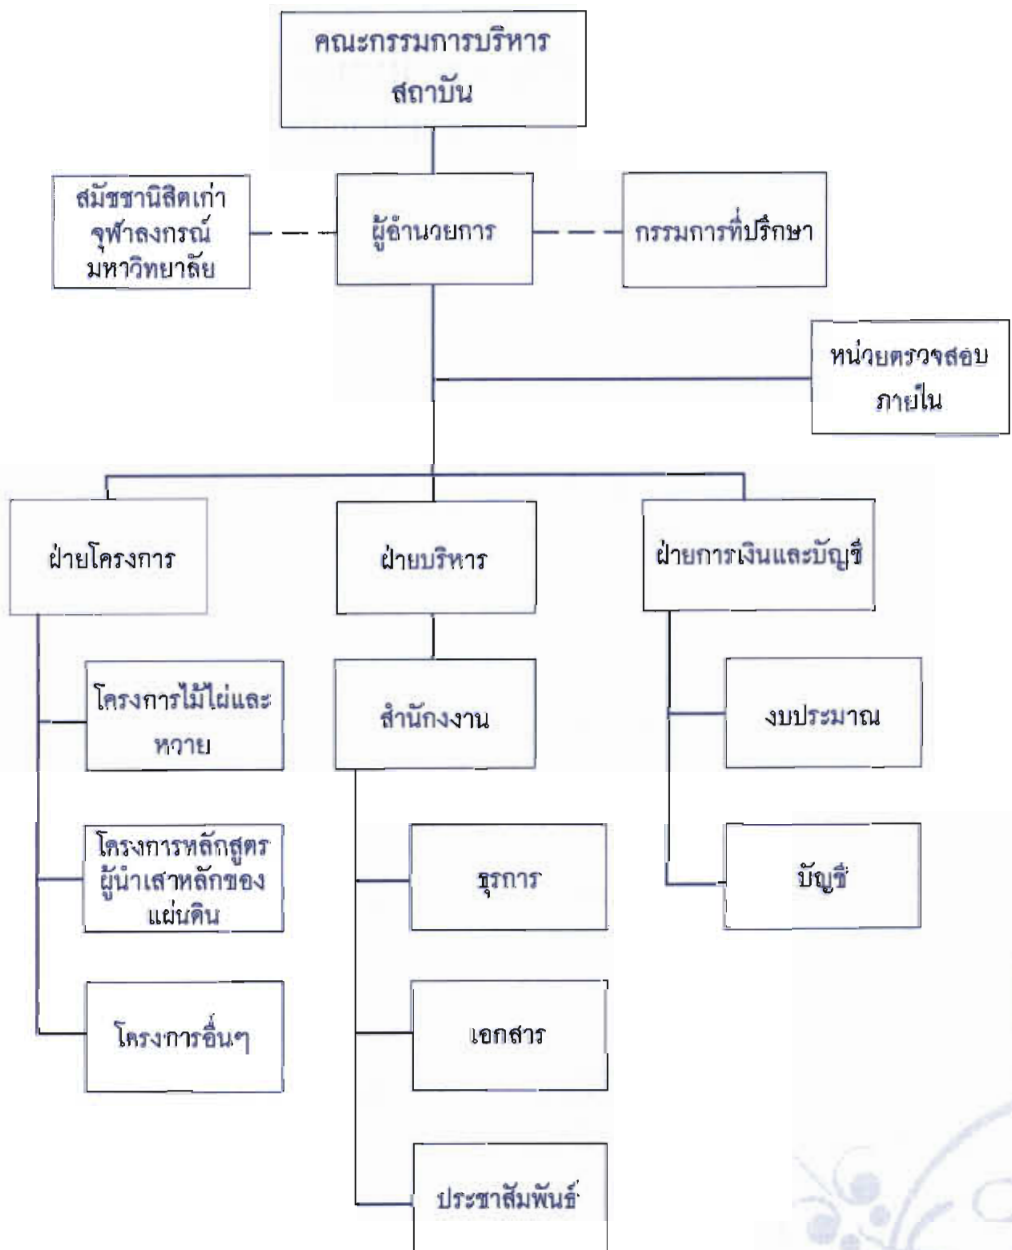 คณะกรรมการบริหาร
สถาบัน
สมัชชานิสิตเก่า
จุฬาลงกรณ์
มหาวิทยาลัย
ผู้อำนวยการ
กรรมการที่ปรึกษา
หน่วยตรวจสอบ
ภายใน
ฝ่ายโครงการ
ฝ่ายบริหาร
ฝ่ายการเงินและบัญชี
โครงการไม้ไผ่และ
หวาย
สำนักงงาน
งบประมาณ
โครงการหลักสูตร
ผู้นำเสาหลักของ
แผ่นดิน
ธุรการ
บัญชี
โครงการอื่นๆ
เอกสาร
ประชาสัมพันธ์